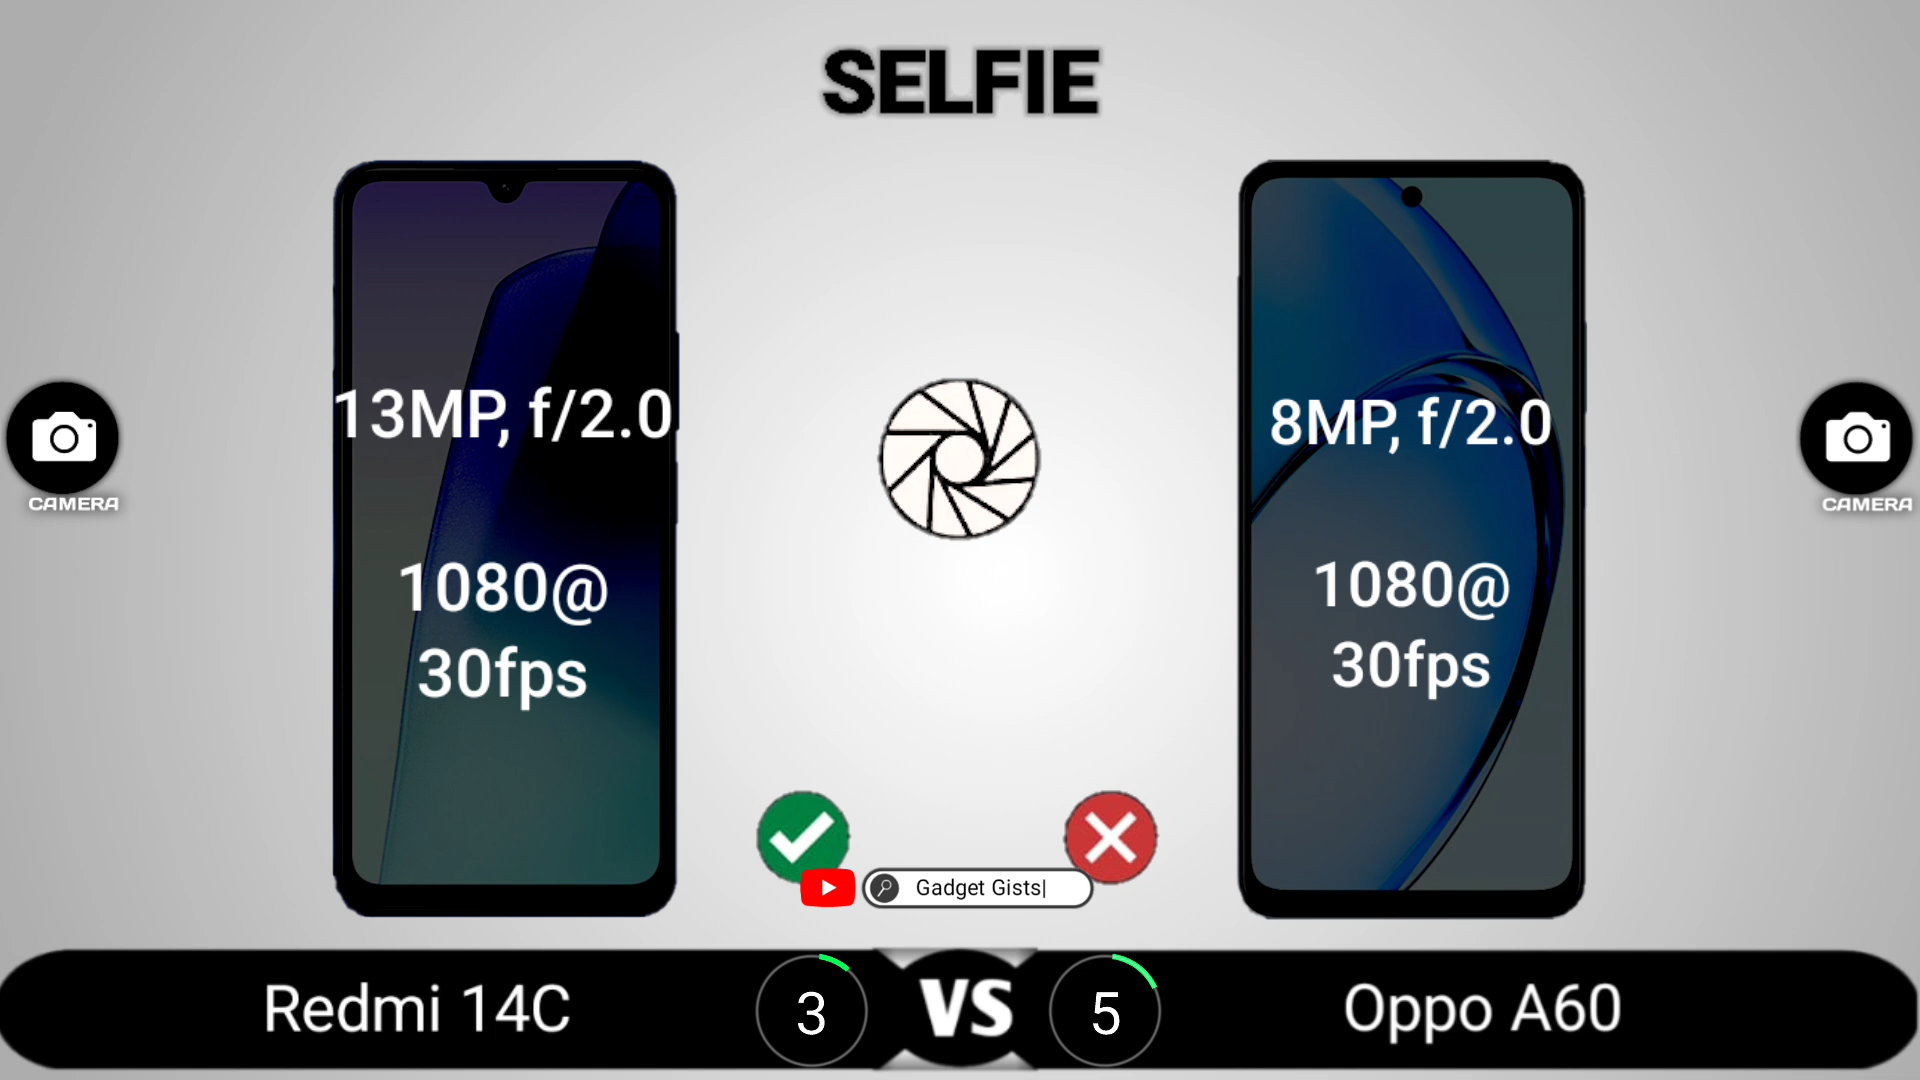 SELFIE
13MP, f/2.0
1080@
30fps
CAMERA
8MP, f/2.0
1080@
30fps
CAMERA
Gadget Gists|
Redmi 14C
3
VS
5
Oppo A60